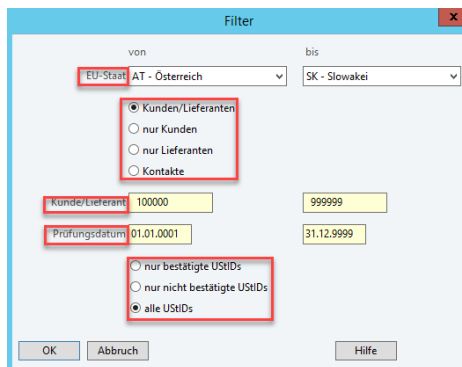 Filter
x
von bis
EU-Staat AT - Österreich SK - Slowakei
Kunden/Lieferanten
nur Kunden
nur Lieferanten
Kontakte
Kunde/Lieferant 100000 999999
Prüfungsdatum 01.01.0001 31.12.9999
nur bestätigte UStIDs
nur nicht bestätigte UStIDs
alle UStIDs
OK Abbruch Hilfe